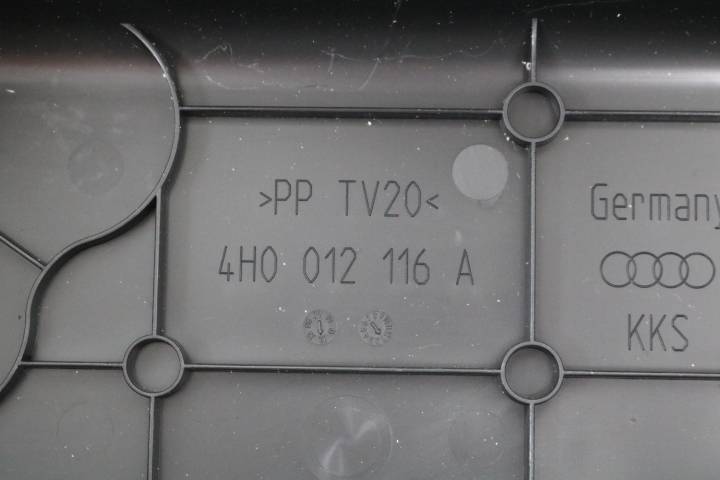 >PP TV20<
4H0 012 116 A
Germany
KKS